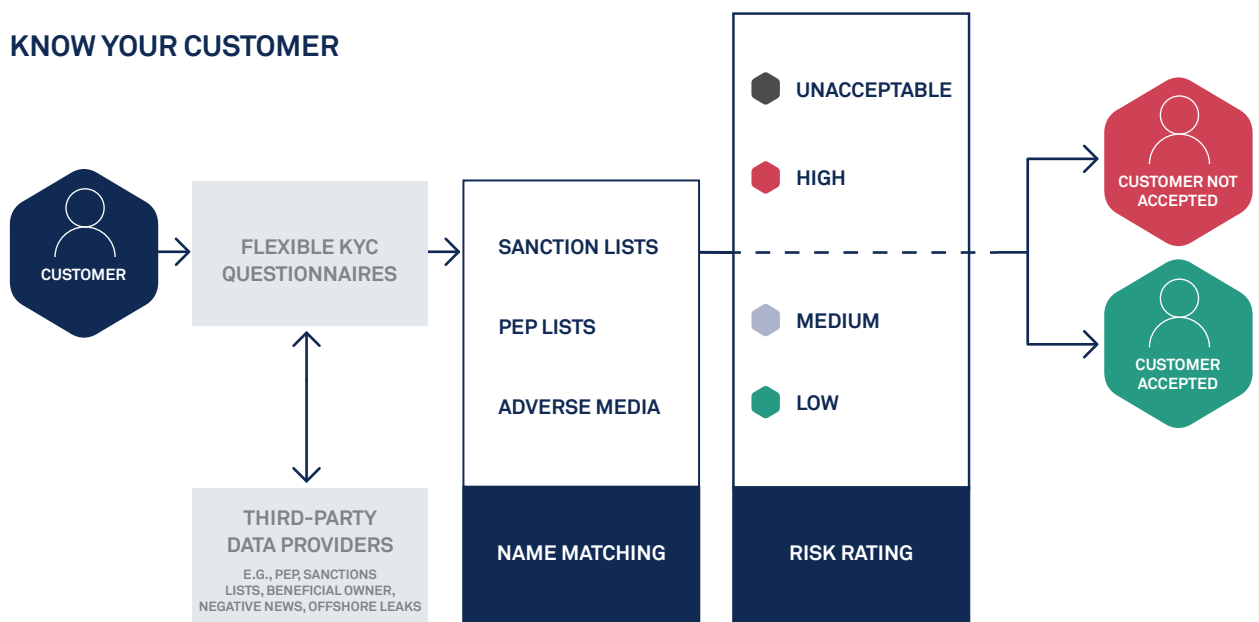 KNOW YOUR CUSTOMER
CUSTOMER
FLEXIBLE KYC
QUESTIONNAIRES
THIRD-PARTY
DATA PROVIDERS
E.G., PEP, SANCTIONS
LISTS, BENEFICIAL OWNER,
NEGATIVE NEWS, OFFSHORE LEAKS
SANCTION LISTS
PEP LISTS
ADVERSE MEDIA
NAME MATCHING
UNACCEPTABLE
HIGH
MEDIUM
LOW
RISK RATING
CUSTOMER NOT
ACCEPTED
CUSTOMER
ACCEPTED